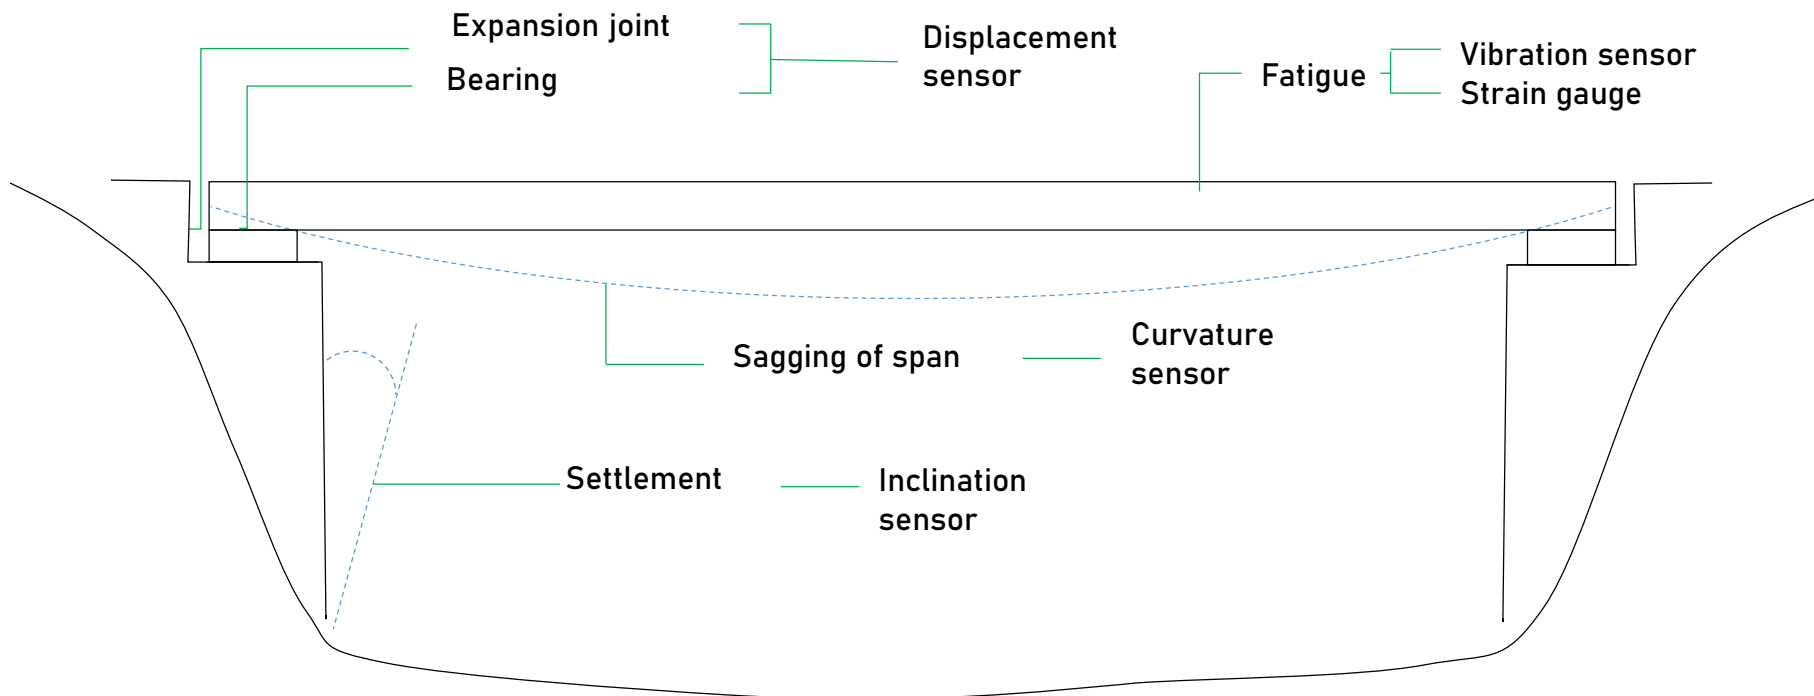 Expansion joint
Bearing
Displacement
sensor
Fatigue
Vibration sensor
Strain gauge
Sagging of span
Curvature
sensor
Settlement
Inclination
sensor